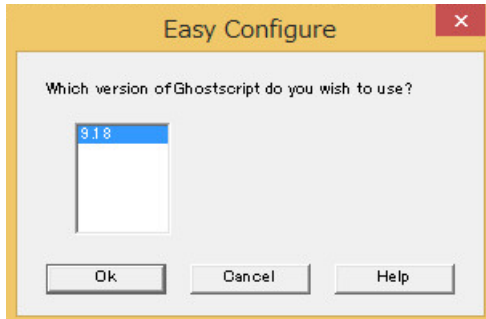 Easy Configure
Which version of Ghostscript do you wish to use?
9.18
Ok
Cancel
Help